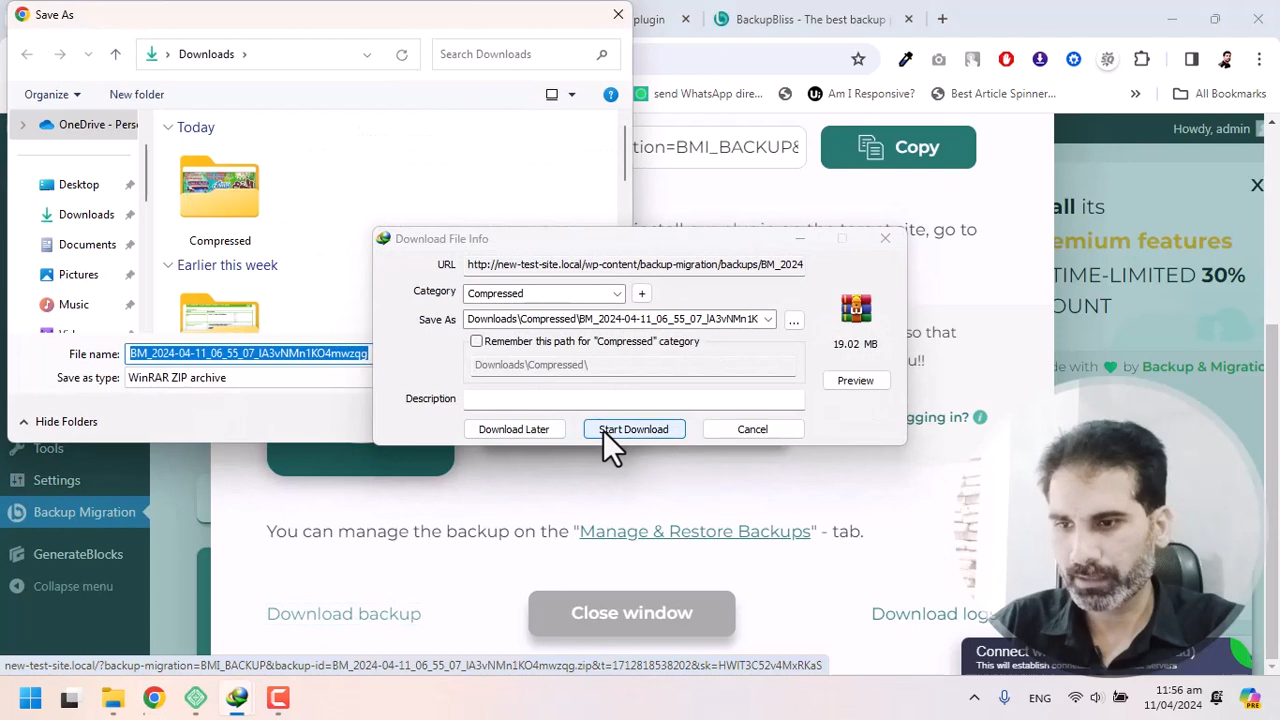 Save As
plugin
BackupBliss - The best backup
Downloads
Search Downloads
send WhatsApp dire...
Am I Responsive?
Best Article Spinner...
All Bookmarks
Organize
New folder
Howdy, admin
OneDrive - Pers
Today
tion=BMI_BACKUP&
Copy
Desktop
X
Downloads
all its
Compressed
go to
Documents
Download File Info
emium features
Earlier this week
URL
http://new-test-site.local/wp-content/backup-migration/backups/BM_2024
Pictures
TIME-LIMITED 30%
Category
Compressed
+
Music
OUNT
Save As
Downloads\Compressed\BM_2024-04-11_06_55_07_IA3vNMn1K
...
so that
Remember this path for "Compressed" category
19.02 MB
File name:
BM_2024-04-11_06_55_07_IA3vNMn1KO4mwzqg
Downloads\Compressed\
!!
de with
by Backup & Migratio
Save as type:
WinRAR ZIP archive
Preview
Description
Hide Folders
gging in?
Download Later
Start Download
Cancel
Tools
Settings
Backup Migration
You can manage the backup on the "Manage & Restore Backups" - tab.
GenerateBlocks
Collapse menu
Download backup
Close window
Download log
Connect
This will establish
new-test-site.local/?backup-migration=BMI_BACKUP&backup-id=BM_2024-04-11_06_55_07_IA3vNMn1KO4mwzqg.zip&t=1712818538202&sk=HWIT3C52v4MxRKaS
ENG
11:56 am
11/04/2024
PRE